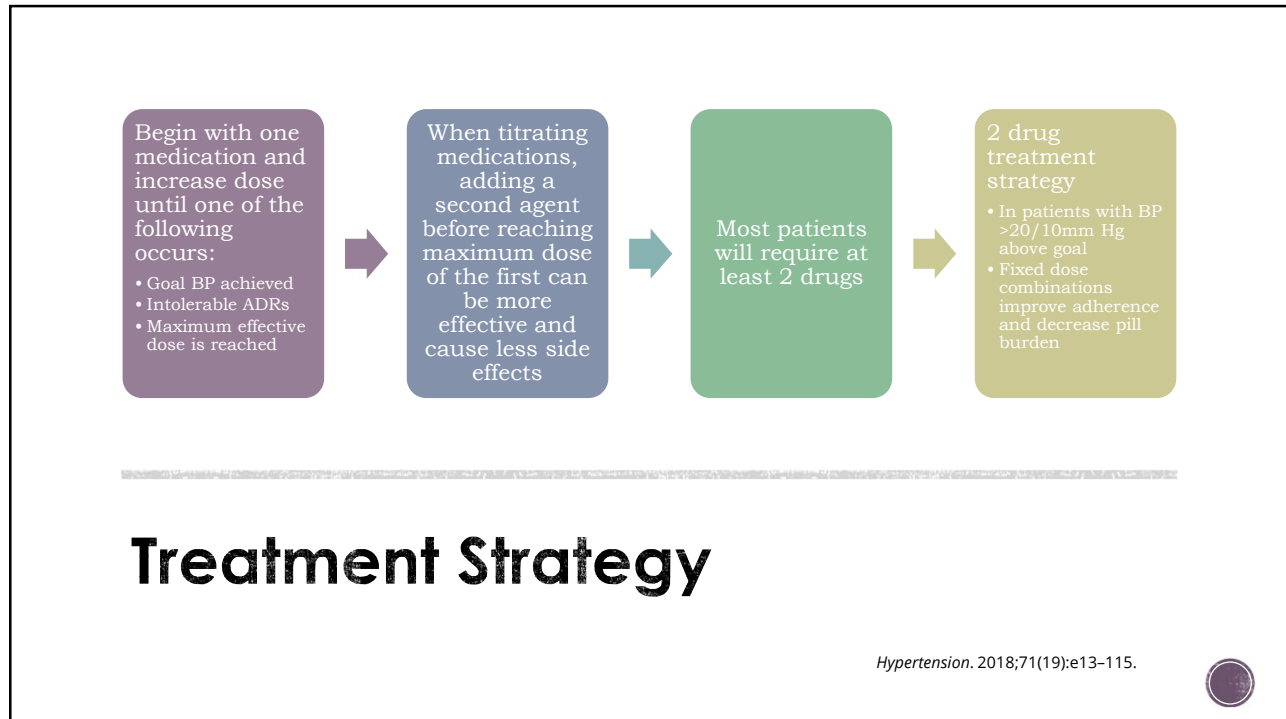 Begin with one
medication and
increase dose
until one of the
following
occurs:
• Goal BP achieved
• Intolerable ADRs
• Maximum effective
dose is reached
When titrating
medications,
adding a
second agent
before reaching
maximum dose
of the first can
be more
effective and
cause less side
effects
Most patients
will require at
least 2 drugs
2 drug
treatment
strategy
• In patients with BP
>20/10mm Hg
above goal
• Fixed dose
combinations
improve adherence
and decrease pill
burden
Treatment Strategy
Hypertension. 2018;71(19):e13–115.